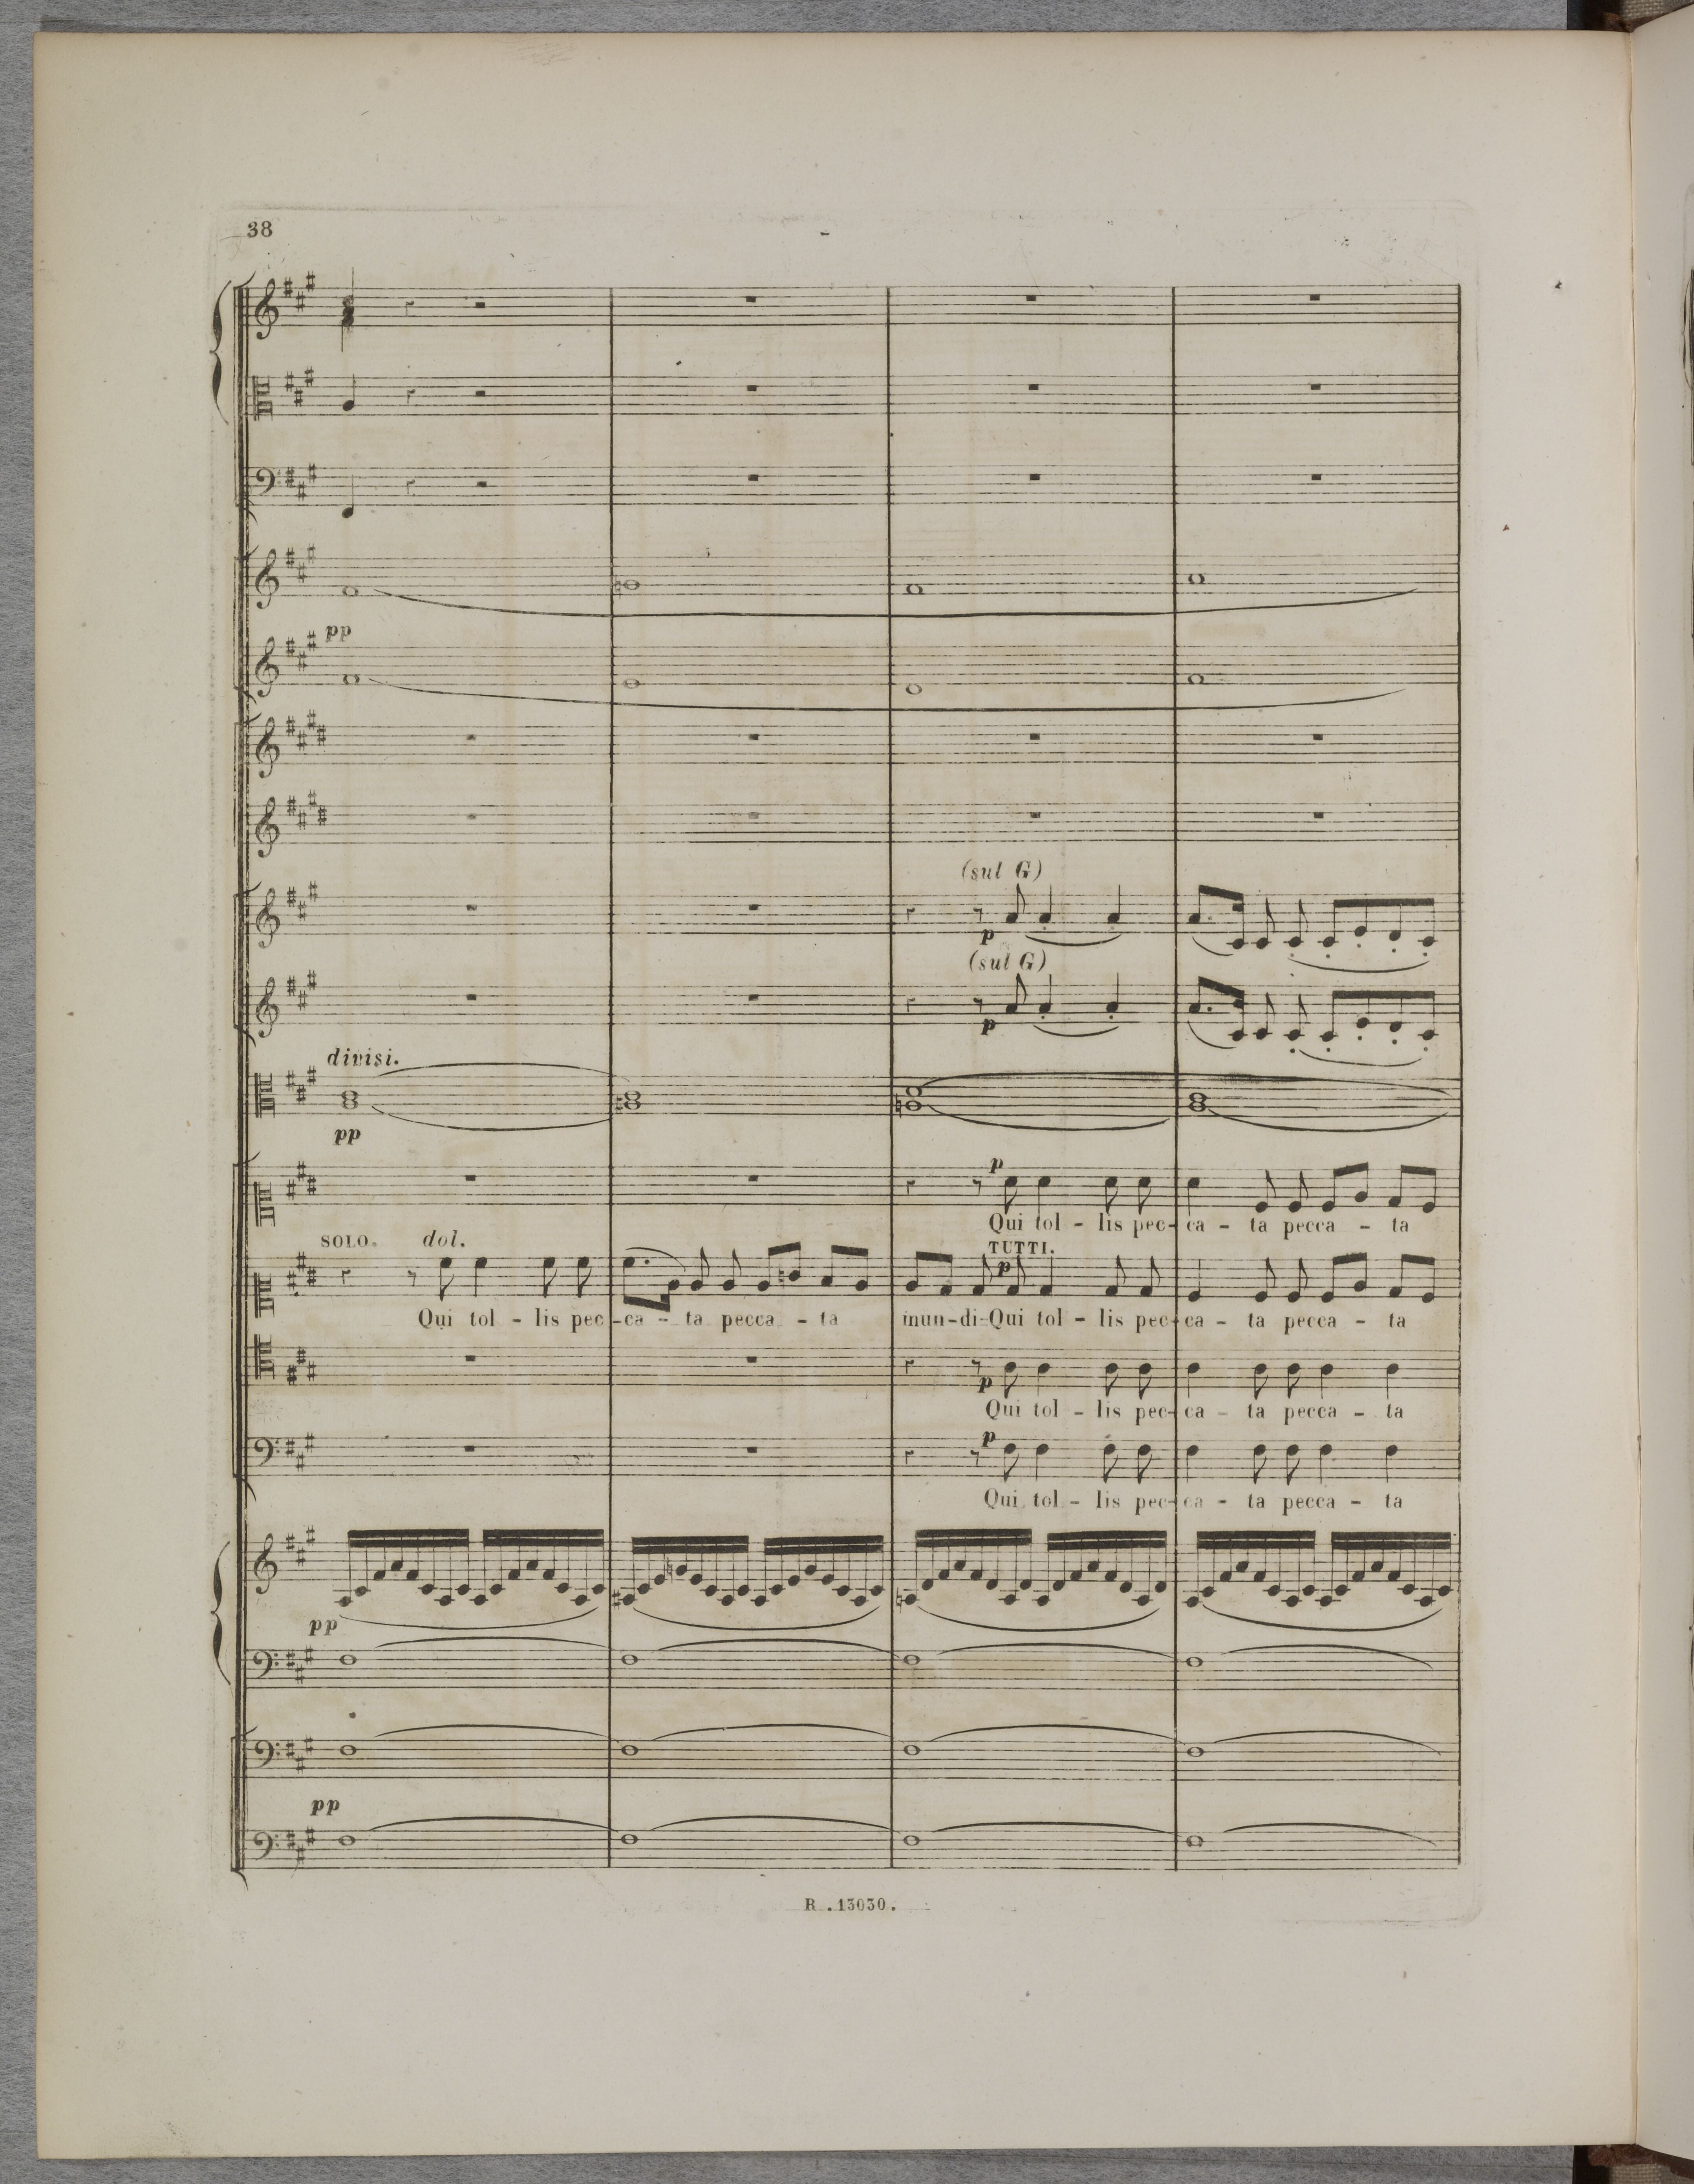 38
pp
(sul G)
p
(sul G)
p
divisi.
pp
p
Qui tol - lis pec - ca - ta pecca - ta
SOLO. dol. TUTTI.
p
Qui tol - lis pec - ca - ta pecca - ta mun - di Qui tol - lis pec - ca - ta pecca - ta
p
Qui tol - lis pec - ca - ta pecca - ta
p
Qui tol - lis pec - ca - ta pecca - ta
pp
pp
R. 13030.